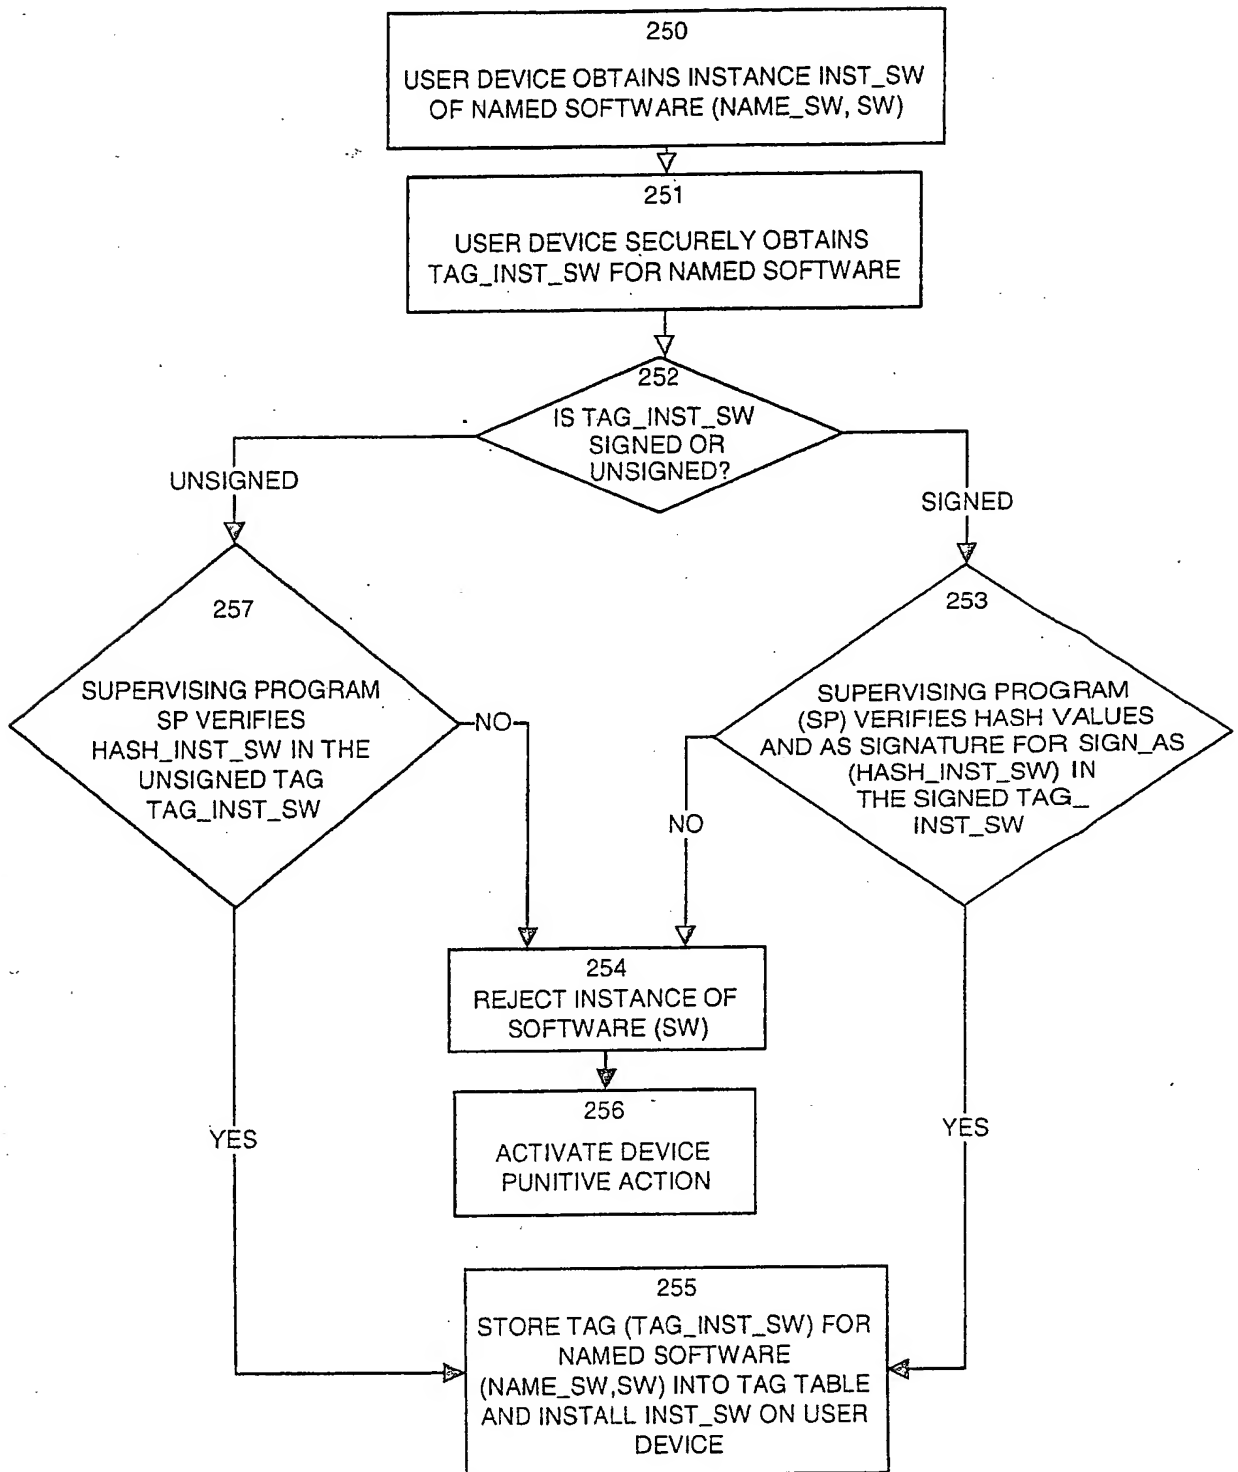 250
USER DEVICE OBTAINS INSTANCE INST_SW
OF NAMED SOFTWARE (NAME_SW, SW)
251
USER DEVICE SECURELY OBTAINS
TAG_INST_SW FOR NAMED SOFTWARE
252
IS TAG_INST_SW
SIGNED OR
UNSIGNED?
UNSIGNED
SIGNED
257
SUPERVISING PROGRAM
SP VERIFIES
HASH_INST_SW IN THE
UNSIGNED TAG
TAG_INST_SW
NO
253
SUPERVISING PROGRAM
(SP) VERIFIES HASH VALUES
AND AS SIGNATURE FOR SIGN_AS
(HASH_INST_SW) IN
THE SIGNED TAG_
INST_SW
NO
254
REJECT INSTANCE OF
SOFTWARE (SW)
256
ACTIVATE DEVICE
PUNITIVE ACTION
YES
YES
255
STORE TAG (TAG_INST_SW) FOR
NAMED SOFTWARE
(NAME_SW,SW) INTO TAG TABLE
AND INSTALL INST_SW ON USER
DEVICE